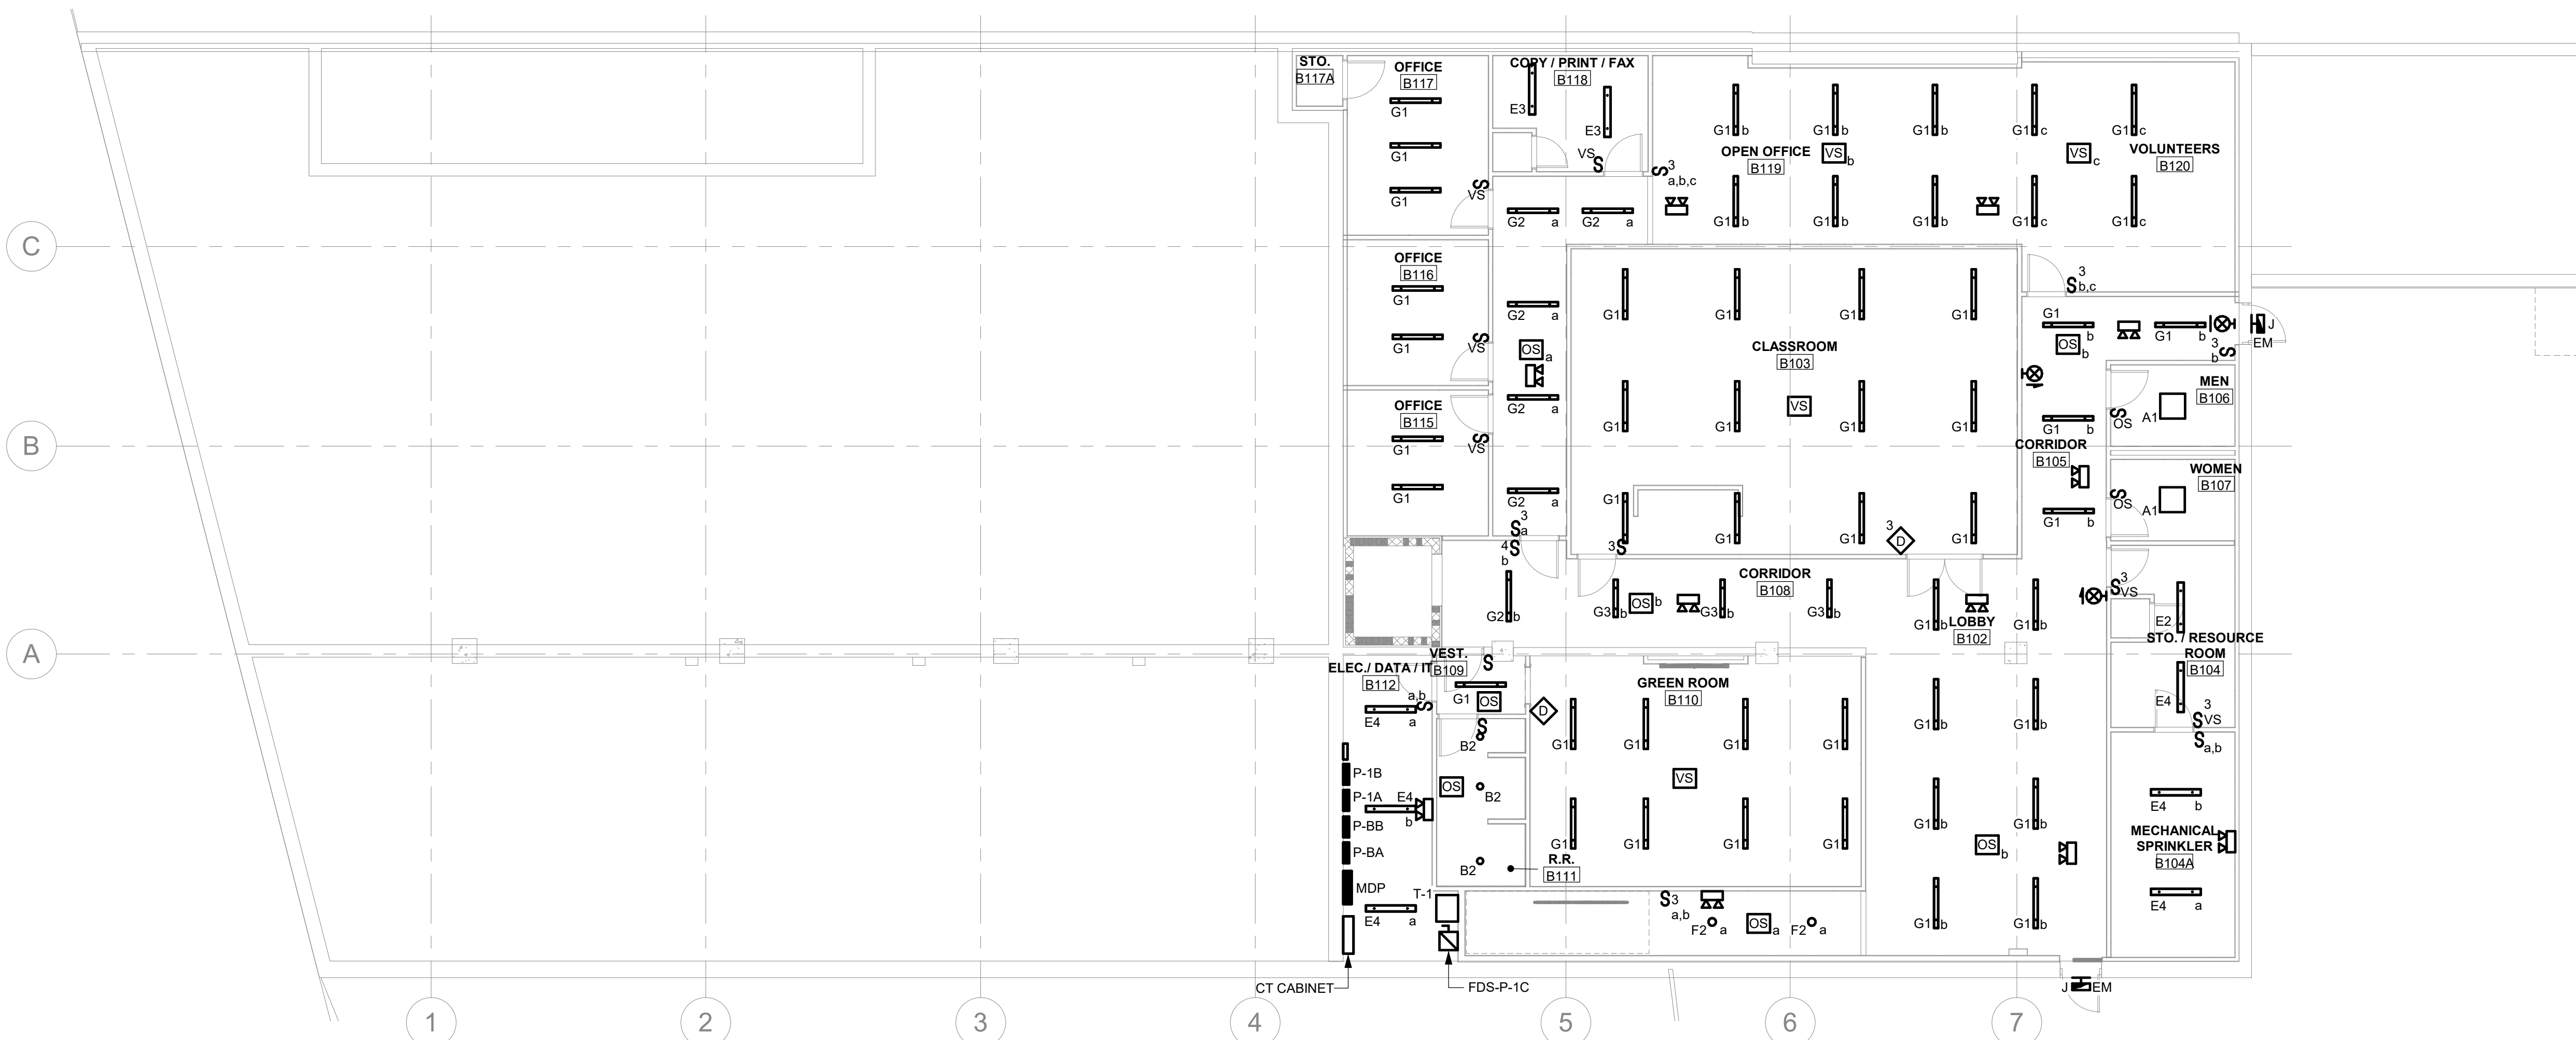 STO.
B117A
OFFICE
B117
G1
G1
G1
VS
COPY / PRINT / FAX
B118
E3
E3
VS
3
a,b,c
G1 b
G1 b
G1 b
G1 c
G1 c
OPEN OFFICE
B119
VS
b
VS
c
VOLUNTEERS
B120
G1 b
G1 b
G1 b
G1 c
G1 c
G2 a
G2 a
C
OFFICE
B116
G1
G1
VS
G2 a
OS
a
G2 a
G2 a
3
a
4
b
OFFICE
B115
G1
G1
VS
B
CLASSROOM
B103
G1
G1
G1
G1
G1
G1
G1
G1
VS
G1
G1
G1
G1
3
D
3
3
b,c
G1
b
OS
b
G1 b
3
b
J
EM
MEN
B106
A1
OS
G1 b
CORRIDOR
B105
WOMEN
B107
A1
OS
G1 b
CORRIDOR
B108
G2 b
G3 b
OS
b
G3 b
G3 b
G1 b
G1 b
LOBBY
B102
3
VS
E2
STO. / RESOURCE
ROOM
B104
E4
3
VS
a,b
A
VEST.
B109
G1
OS
ELEC./ DATA / IT
B112
a,b
E4 a
P-1B
P-1A
P-BB
P-BA
MDP
E4
b
E4 a
B2
OS
B2
B2
R.R.
B111
T-1
GREEN ROOM
B110
D
G1
G1
G1
G1
VS
G1
G1
G1
G1
G1 b
G1 b
G1 b
G1 b
OS
b
G1 b
G1 b
3
a,b
F2 a
OS
a
F2 a
E4 b
MECHANICAL
SPRINKLER
B104A
E4 a
CT CABINET
FDS-P-1C
J
EM
1
2
3
4
5
6
7